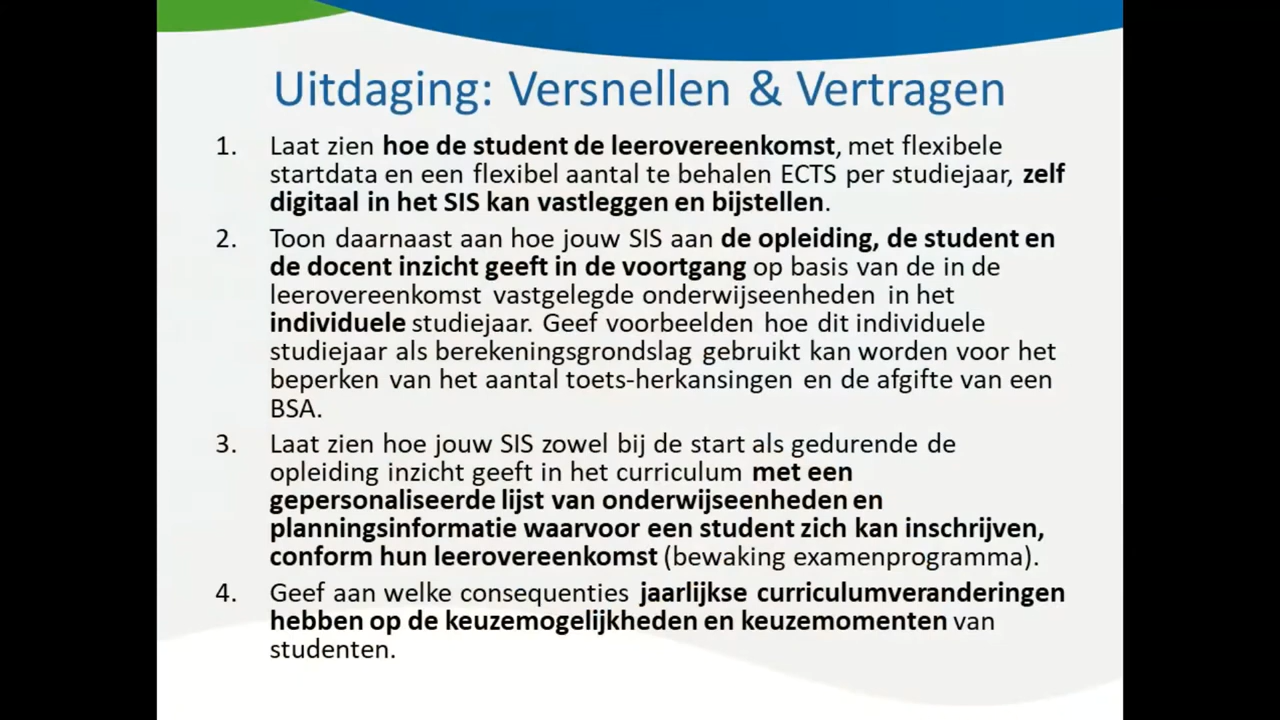 Uitdaging: Versnellen & Vertragen
1. Laat zien hoe de student de leerovereenkomst, met flexibele
startdata en een flexibel aantal te behalen ECTS per studiejaar, zelf
digitaal in het SIS kan vastleggen en bijstellen.
2. Toon daarnaast aan hoe jouw SIS aan de opleiding, de student en
de docent inzicht geeft in de voortgang op basis van de in de
leerovereenkomst vastgelegde onderwijseenheden in het
individuele studiejaar. Geef voorbeelden hoe dit individuele
studiejaar als berekeningsgrondslag gebruikt kan worden voor het
beperken van het aantal toets-herkansingen en de afgifte van een
BSA.
3. Laat zien hoe jouw SIS zowel bij de start als gedurende de
opleiding inzicht geeft in het curriculum met een
gepersonaliseerde lijst van onderwijseenheden en
planningsinformatie waarvoor een student zich kan inschrijven,
conform hun leerovereenkomst (bewaking examenprogramma).
4. Geef aan welke consequenties jaarlijkse curriculumveranderingen
hebben op de keuzemogelijkheden en keuzemomenten van
studenten.